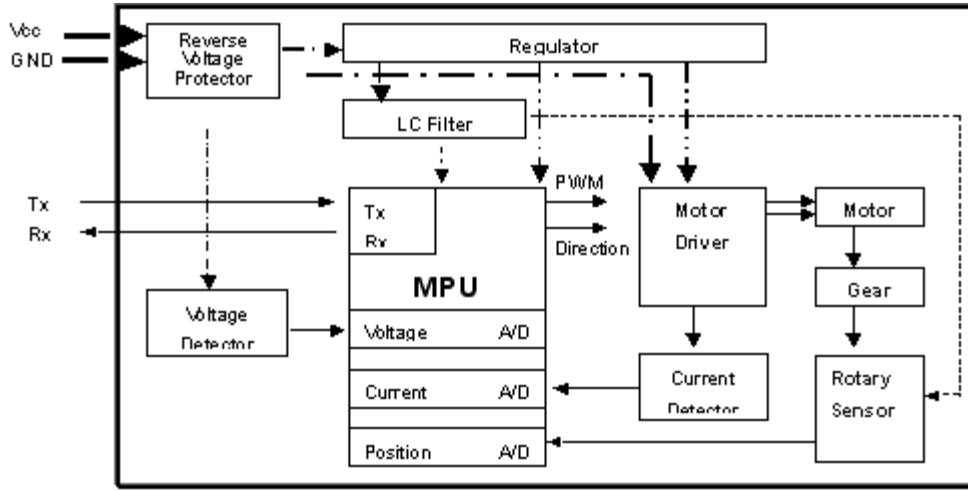 Vcc
GND
Reverse
Voltage
Protector
Regulator
LC Filter
Tx
Rx
Tx
Rx
MPU
PWM
Direction
Motor
Driver
Motor
Gear
Voltage
Detector
Voltage A/D
Current A/D
Position A/D
Current
Detector
Rotary
Sensor